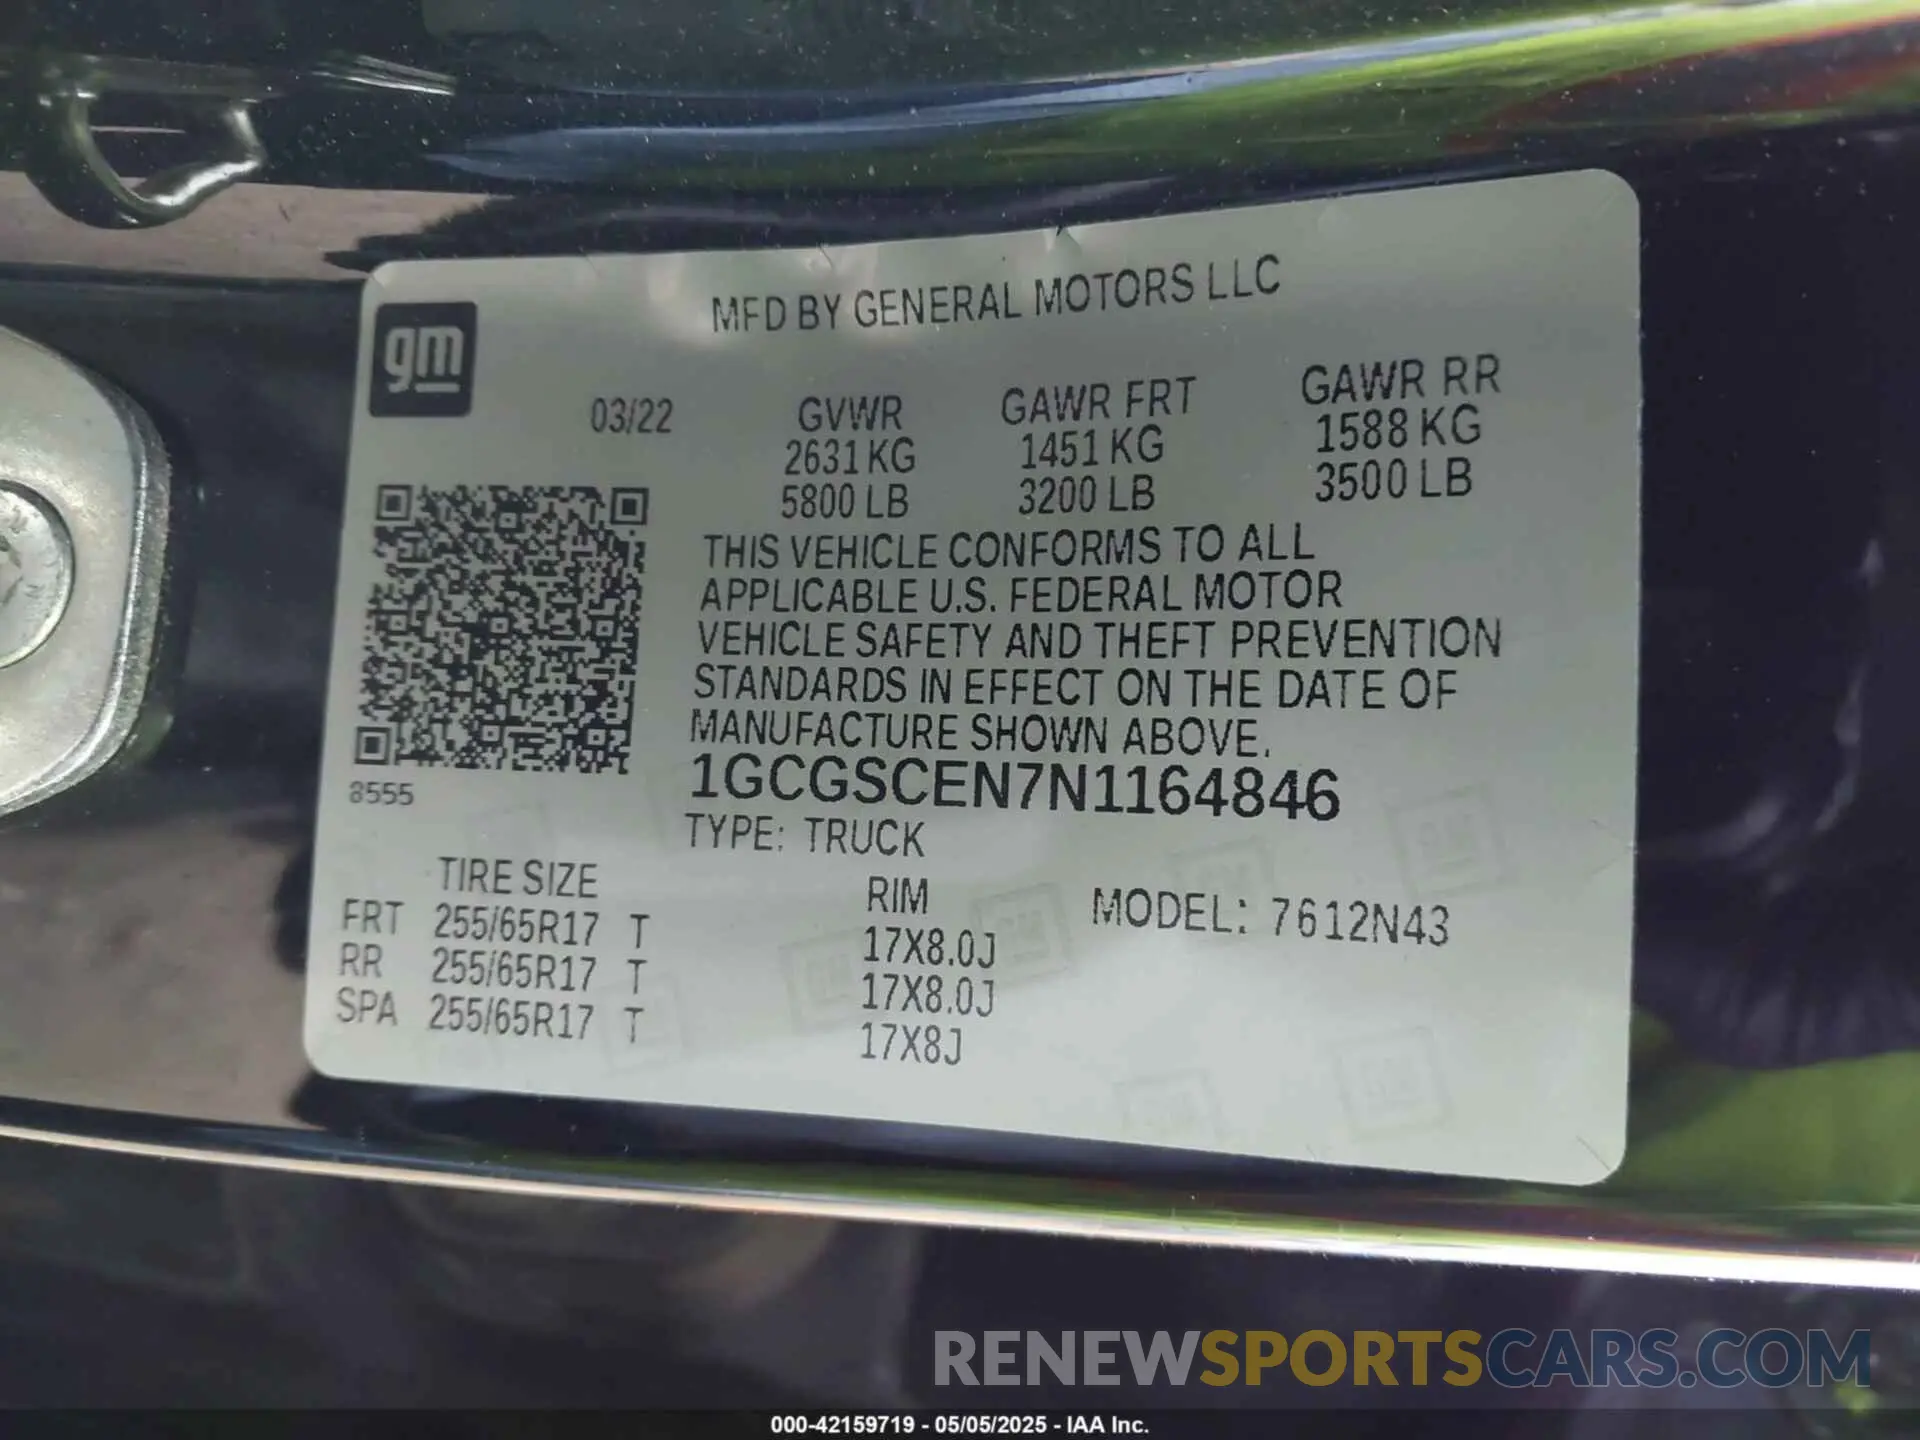 MFD BY GENERAL MOTORS LLC
gm
03/22 GVWR GAWR FRT GAWR RR
2631 KG 1451 KG 1588 KG
5800 LB 3200 LB 3500 LB
THIS VEHICLE CONFORMS TO ALL
APPLICABLE U.S. FEDERAL MOTOR
VEHICLE SAFETY AND THEFT PREVENTION
STANDARDS IN EFFECT ON THE DATE OF
MANUFACTURE SHOWN ABOVE.
1GCGSCEN7N1164846
8555
TYPE: TRUCK
TIRE SIZE RIM MODEL: 7612N43
FRT 255/65R17 T 17X8.0J
RR 255/65R17 T 17X8.0J
SPA 255/65R17 T 17X8J
RENEWSPORTSCARS.COM
000-42159719 - 05/05/2025 - IAA Inc.